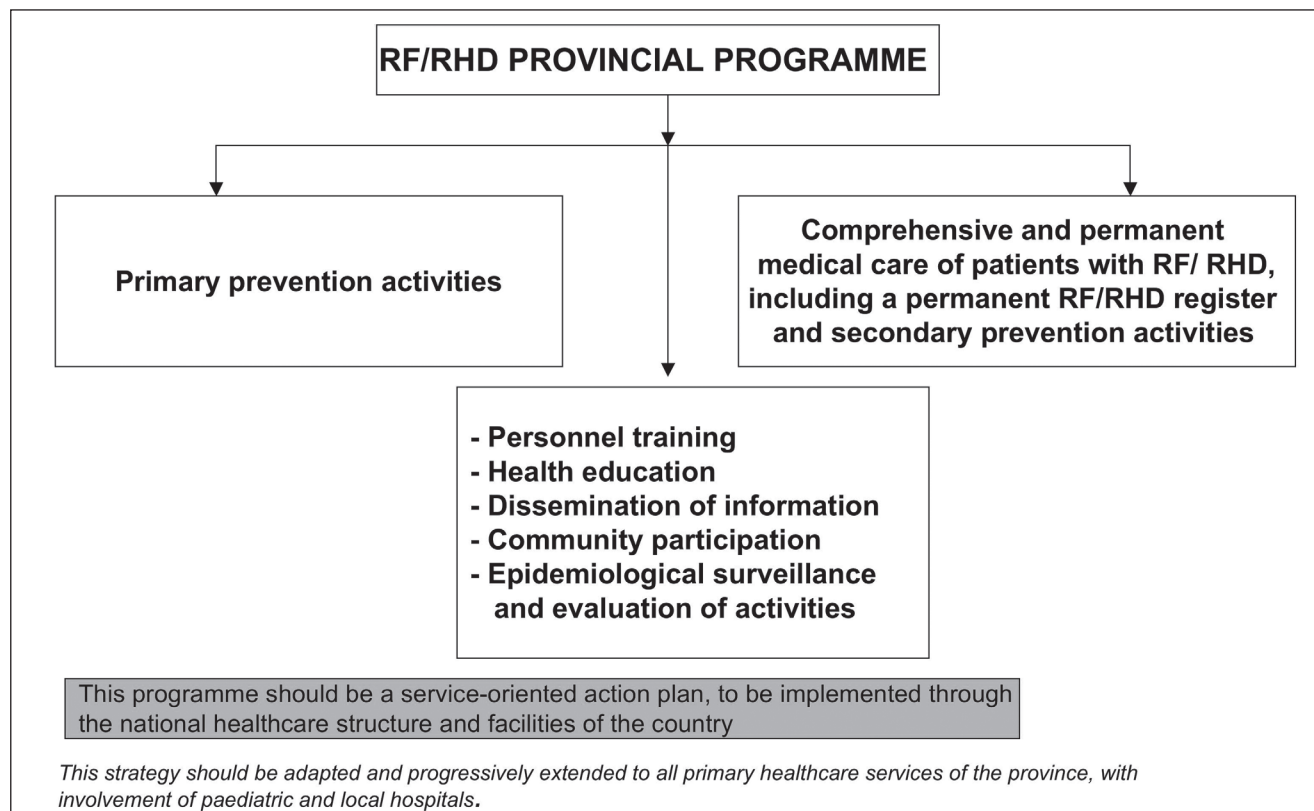 RF/RHD PROVINCIAL PROGRAMME
Primary prevention activities
Comprehensive and permanent
medical care of patients with RF/ RHD,
including a permanent RF/RHD register
and secondary prevention activities
- Personnel training
- Health education
- Dissemination of information
- Community participation
- Epidemiological surveillance
and evaluation of activities
This programme should be a service-oriented action plan, to be implemented through
the national healthcare structure and facilities of the country
This strategy should be adapted and progressively extended to all primary healthcare services of the province, with
involvement of paediatric and local hospitals.